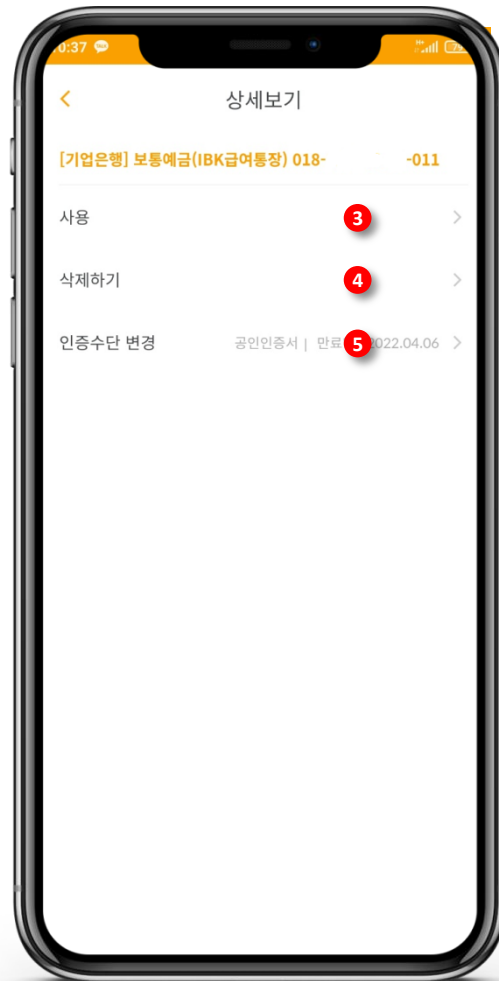 0:37
상세보기
[기업은행] 보통예금(IBK급여통장) 018- -011
사용 3
삭제하기 4
인증수단 변경 공인인증서 | 만료 5 2022.04.06